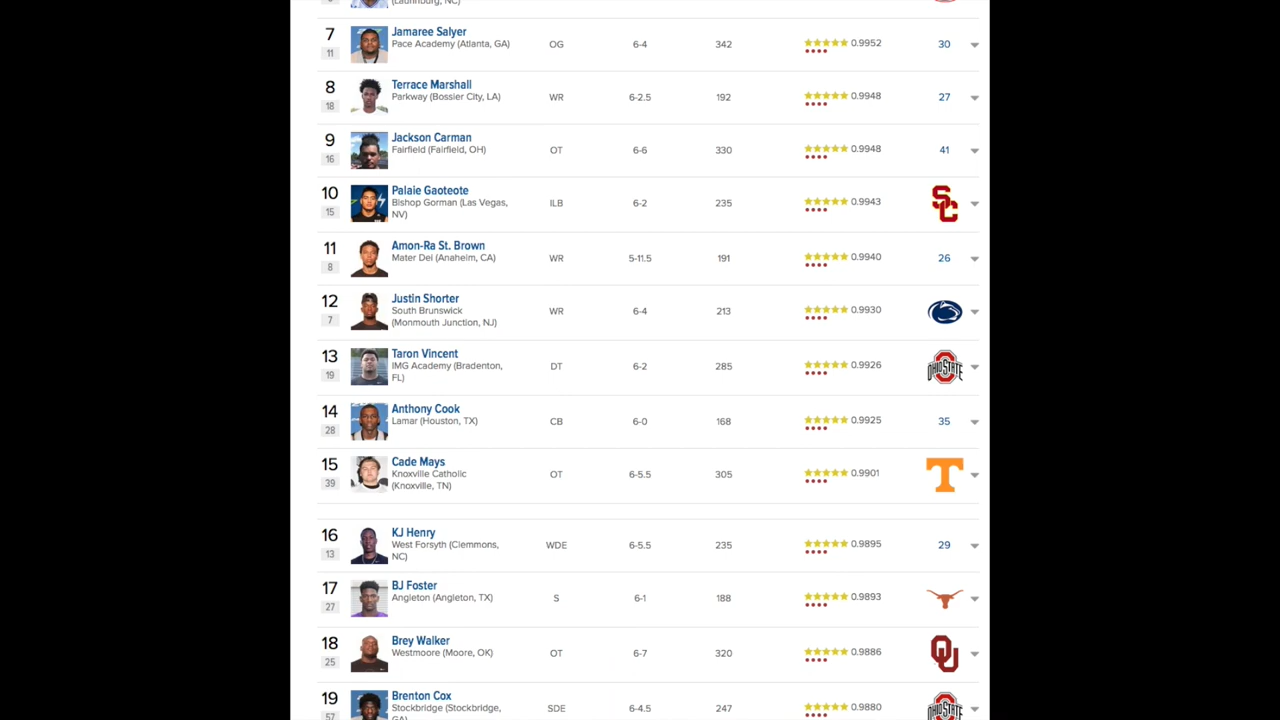 (Laurinburg, NC)
7 Jamaree Salyer
11 Pace Academy (Atlanta, GA) OG 6-4 342 0.9952 30
8 Terrace Marshall
18 Parkway (Bossier City, LA) WR 6-2.5 192 0.9948 27
9 Jackson Carman
16 Fairfield (Fairfield, OH) OT 6-6 330 0.9948 41
10 Palaie Gaoteote
15 Bishop Gorman (Las Vegas, ILB 6-2 235 0.9943 SC
NV)
11 Amon-Ra St. Brown
8 Mater Dei (Anaheim, CA) WR 5-11.5 191 0.9940 26
12 Justin Shorter
7 South Brunswick WR 6-4 213 0.9930
(Monmouth Junction, NJ)
13 Taron Vincent
19 IMG Academy (Bradenton, DT 6-2 285 0.9926 OHIO STATE
FL)
14 Anthony Cook
28 Lamar (Houston, TX) CB 6-0 168 0.9925 35
15 Cade Mays
39 Knoxville Catholic OT 6-5.5 305 0.9901 T
(Knoxville, TN)
16 KJ Henry
13 West Forsyth (Clemmons, WDE 6-5.5 235 0.9895 29
NC)
17 BJ Foster
27 Angleton (Angleton, TX) S 6-1 188 0.9893
18 Brey Walker
25 Westmoore (Moore, OK) OT 6-7 320 0.9886 OU
19 Brenton Cox
57 Stockbridge (Stockbridge, SDE 6-4.5 247 0.9880 OHIO STATE
GA)